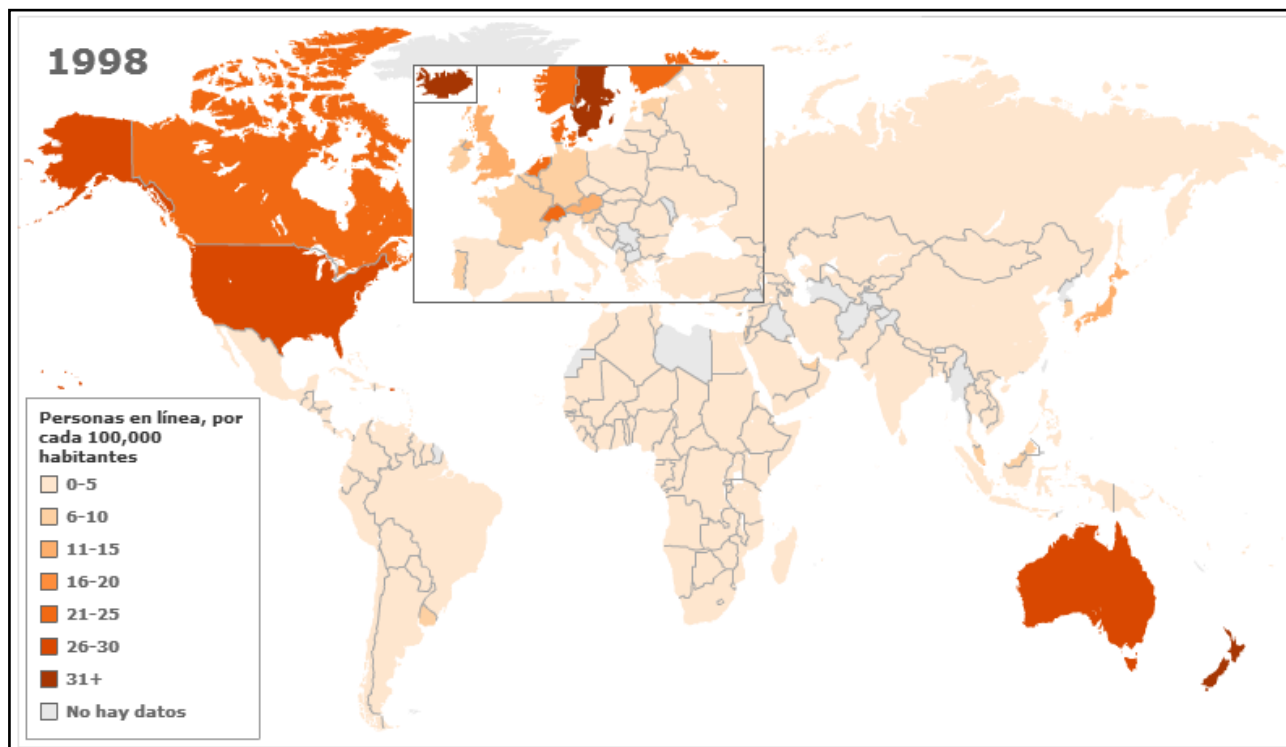 1998
Personas en línea, por
cada 100,000
habitantes
0-5
6-10
11-15
16-20
21-25
26-30
31+
No hay datos